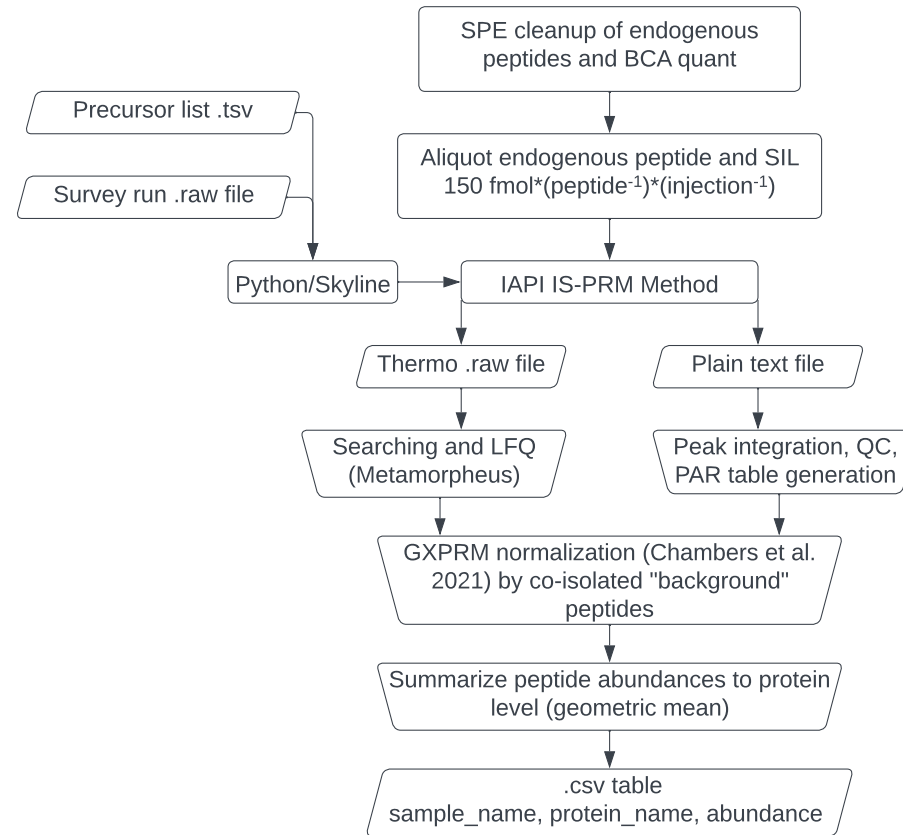 SPE cleanup of endogenous
peptides and BCA quant
Precursor list .tsv
Aliquot endogenous peptide and SIL
150 fmol*(peptide⁻¹)*(injection⁻¹)
Survey run .raw file
Python/Skyline
IAPI IS-PRM Method
Thermo .raw file
Plain text file
Searching and LFQ
(Metamorpheus)
Peak integration, QC,
PAR table generation
GXPRM normalization (Chambers et al.
2021) by co-isolated "background"
peptides
Summarize peptide abundances to protein
level (geometric mean)
.csv table
sample_name, protein_name, abundance